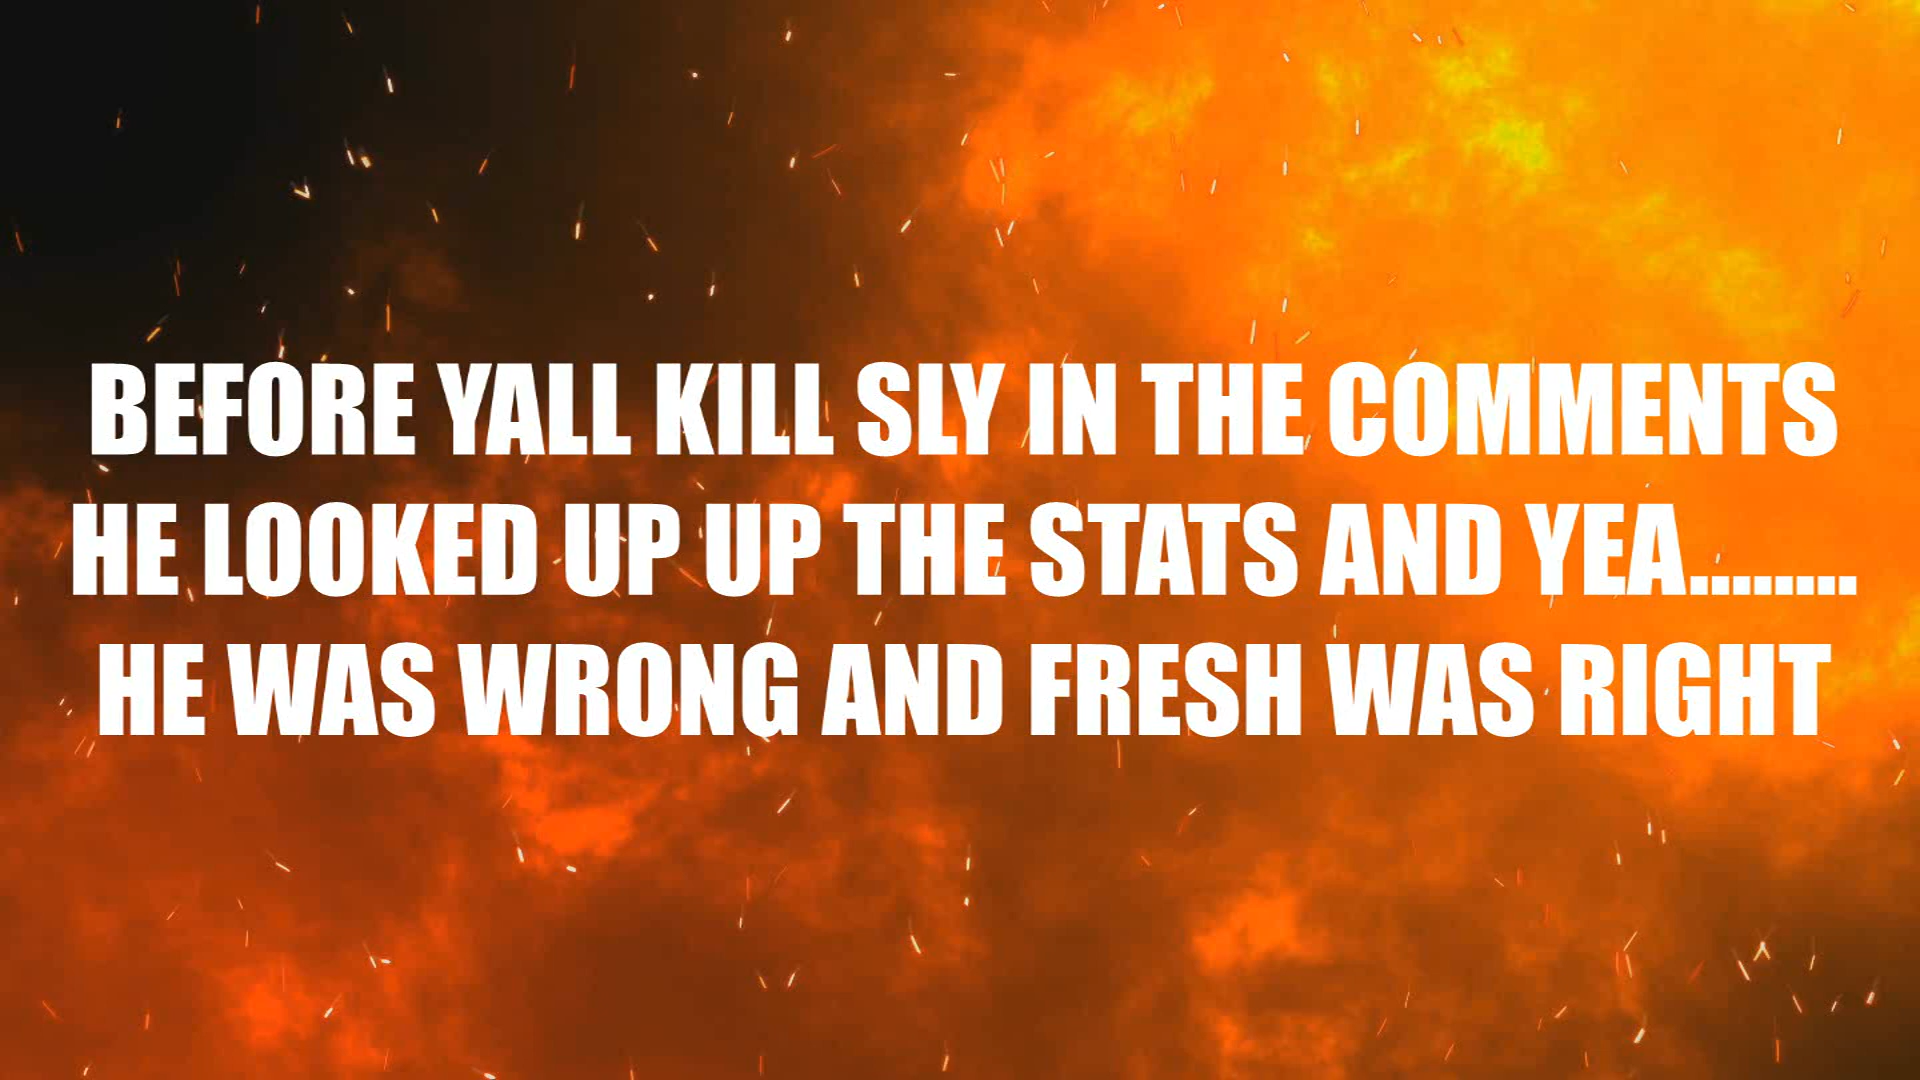 BEFORE YALL KILL SLY IN THE COMMENTS
HE LOOKED UP UP THE STATS AND YEA........
HE WAS WRONG AND FRESH WAS RIGHT